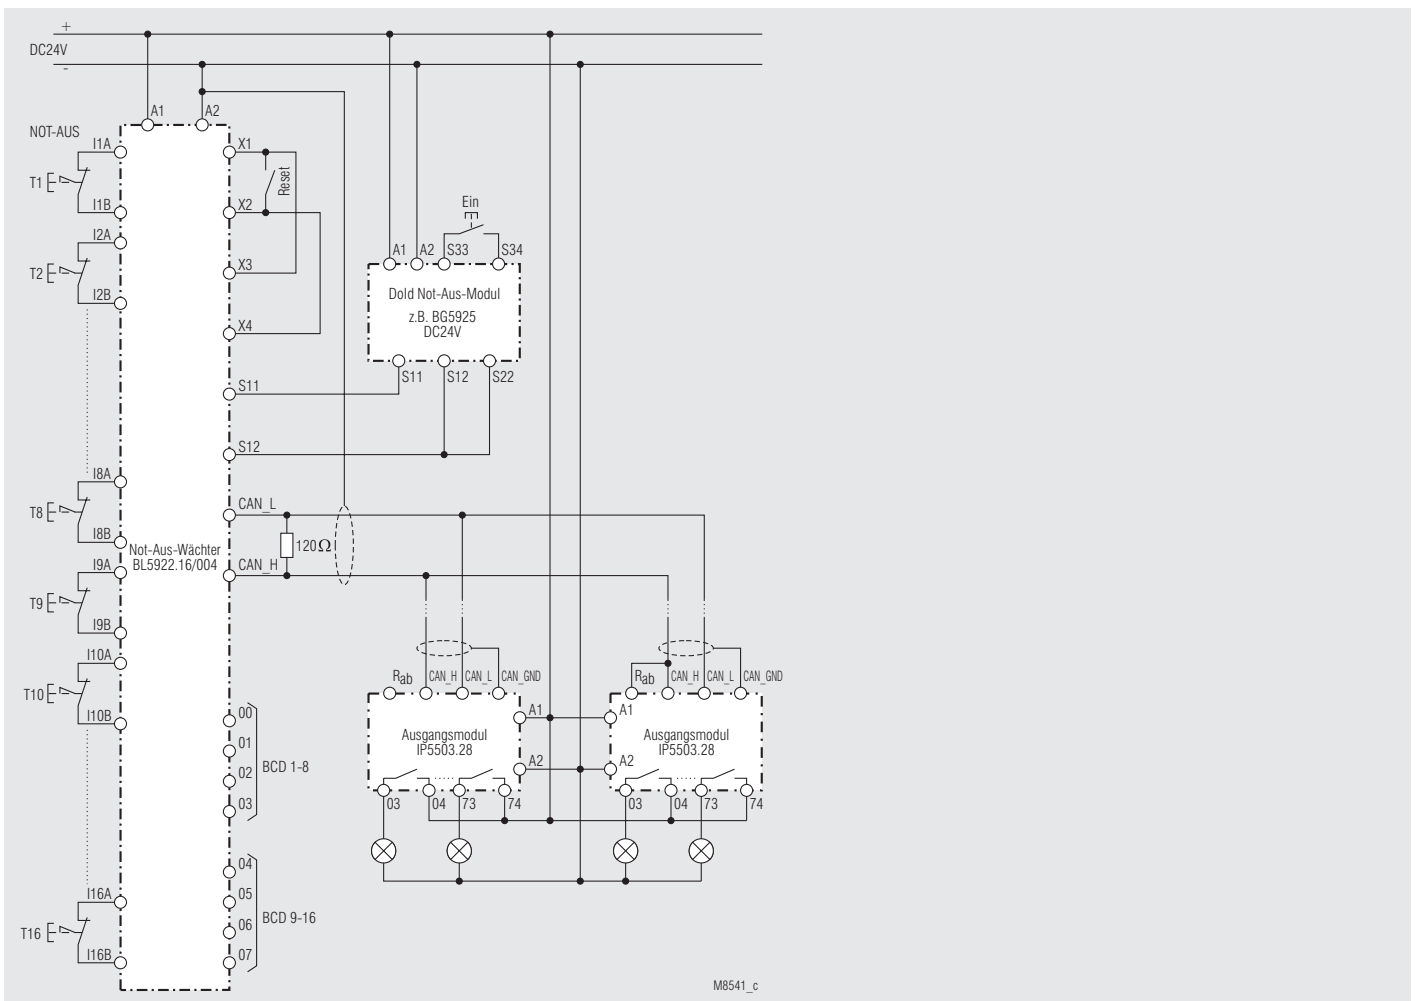 +
DC24V
-
A1
A2
NOT-AUS
I1A
T1
I1B
I2A
T2
I2B
I8A
T8
I8B
I9A
T9
I9B
I10A
T10
I10B
I16A
T16
I16B
Not-Aus-Wächter
BL5922.16/004
X1
Reset
X2
X3
X4
S11
S12
CAN_L
120Ω
CAN_H
00
01
02
03
BCD 1-8
04
05
06
07
BCD 9-16
Ein
A1 A2 S33 S34
Dold Not-Aus-Modul
z.B. BG5925
DC24V
S11 S12 S22
Rab CAN_H CAN_L CAN_GND
A1
Ausgangsmodul
IP5503.28
A2
03 04 73 74
Rab CAN_H CAN_L CAN_GND
A1
Ausgangsmodul
IP5503.28
A2
03 04 73 74
M8541_c